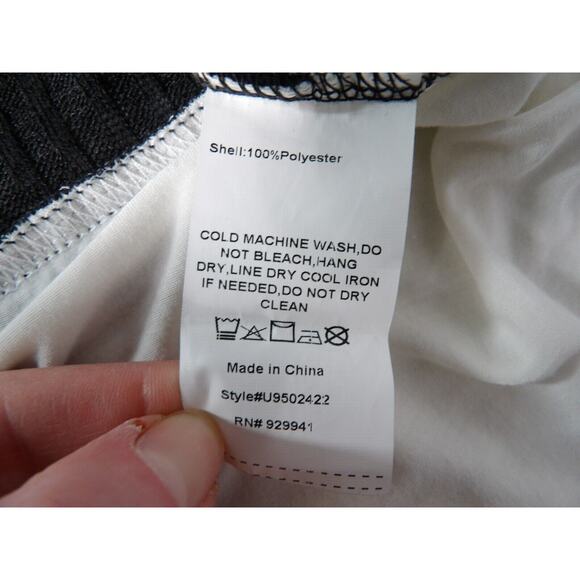 Shell:100%Polyester
COLD MACHINE WASH,DO
NOT BLEACH,HANG
DRY,LINE DRY COOL IRON
IF NEEDED,DO NOT DRY
CLEAN
Made in China
Style#U9502422
RN# 929941